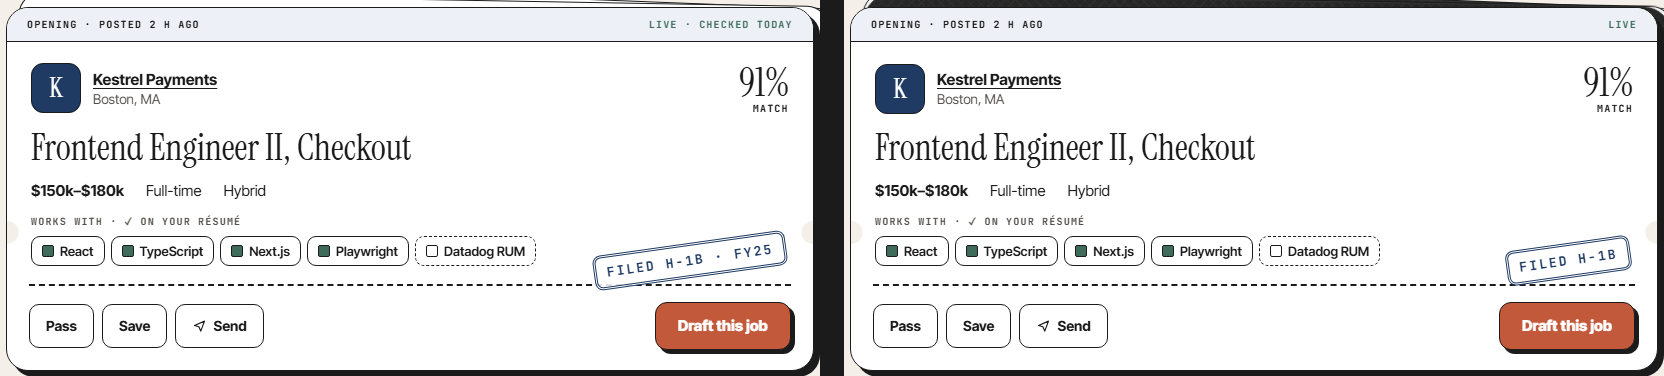 OPENING · POSTED 2 H AGO
LIVE · CHECKED TODAY
K
Kestrel Payments
Boston, MA
91%
MATCH
Frontend Engineer II, Checkout
$150k–$180k Full-time Hybrid
WORKS WITH · ✓ ON YOUR RÉSUMÉ
React TypeScript Next.js Playwright Datadog RUM
FILED H-1B · FY25
Pass Save Send
Draft this job
OPENING · POSTED 2 H AGO
LIVE
K
Kestrel Payments
Boston, MA
91%
MATCH
Frontend Engineer II, Checkout
$150k–$180k Full-time Hybrid
WORKS WITH · ✓ ON YOUR RÉSUMÉ
React TypeScript Next.js Playwright Datadog RUM
FILED H-1B
Pass Save Send
Draft this job